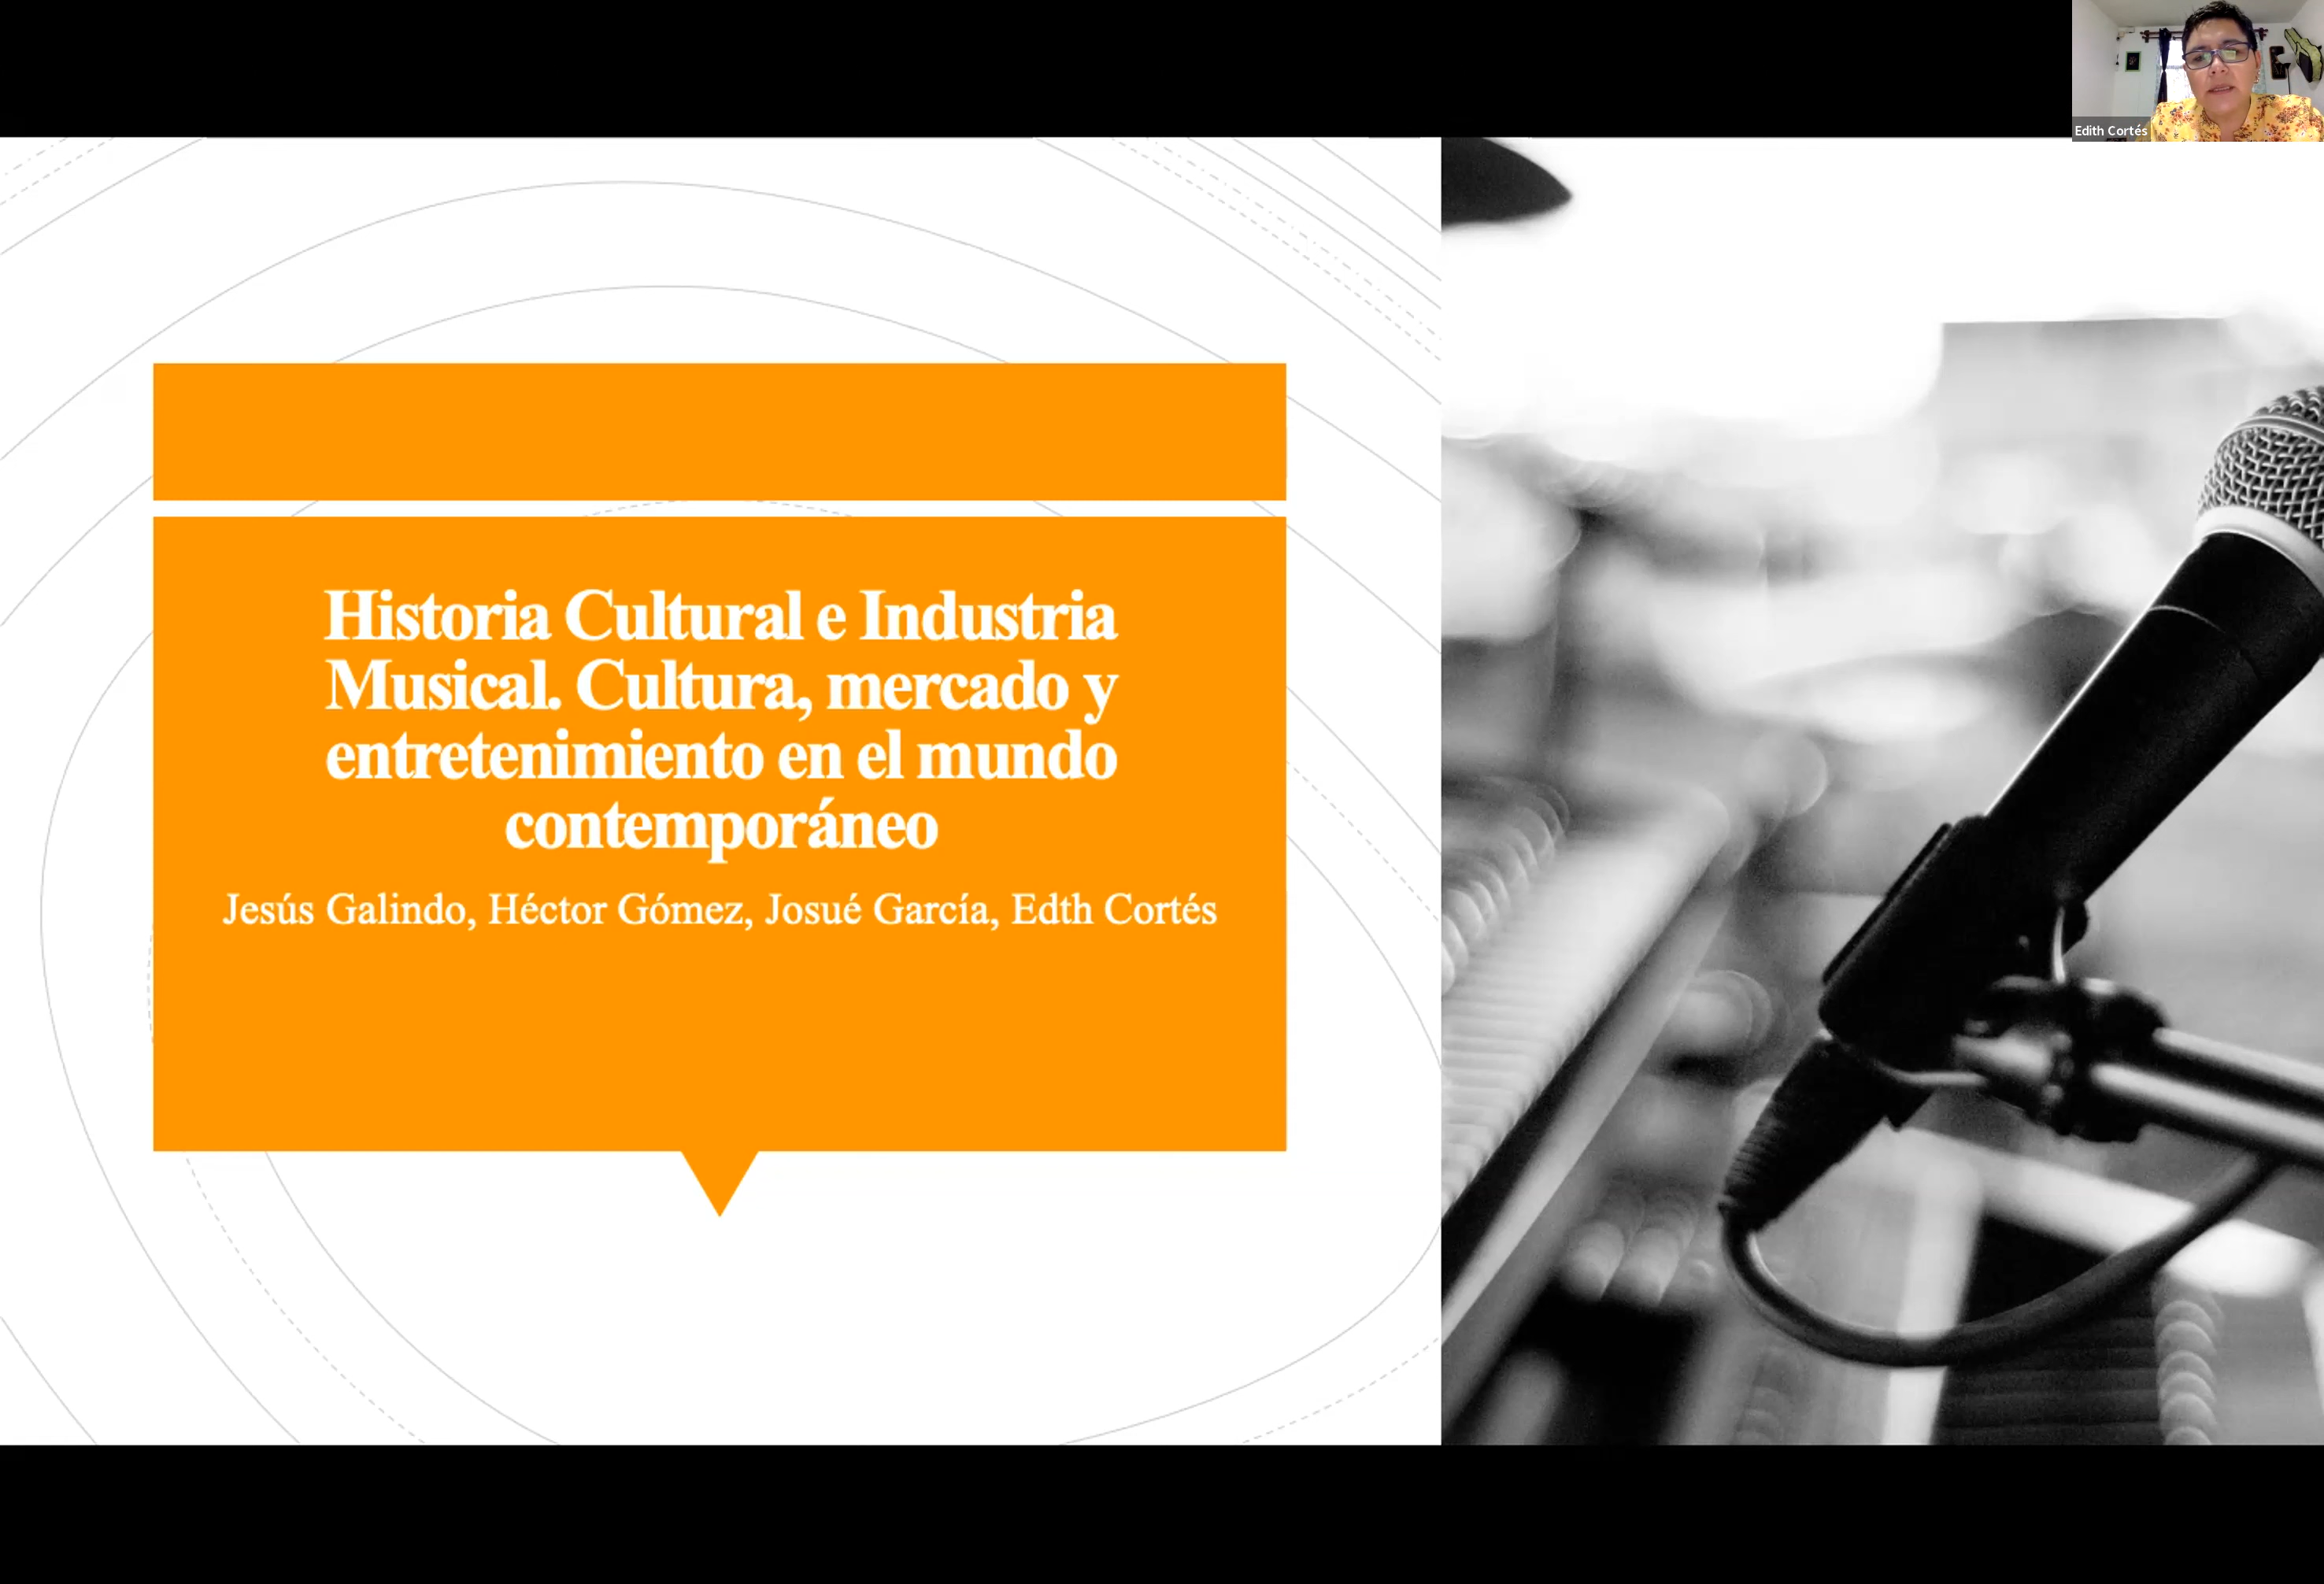 Edith Cortés
Historia Cultural e Industria
Musical. Cultura, mercado y
entretenimiento en el mundo
contemporáneo
Jesús Galindo, Héctor Gómez, Josué García, Edth Cortés